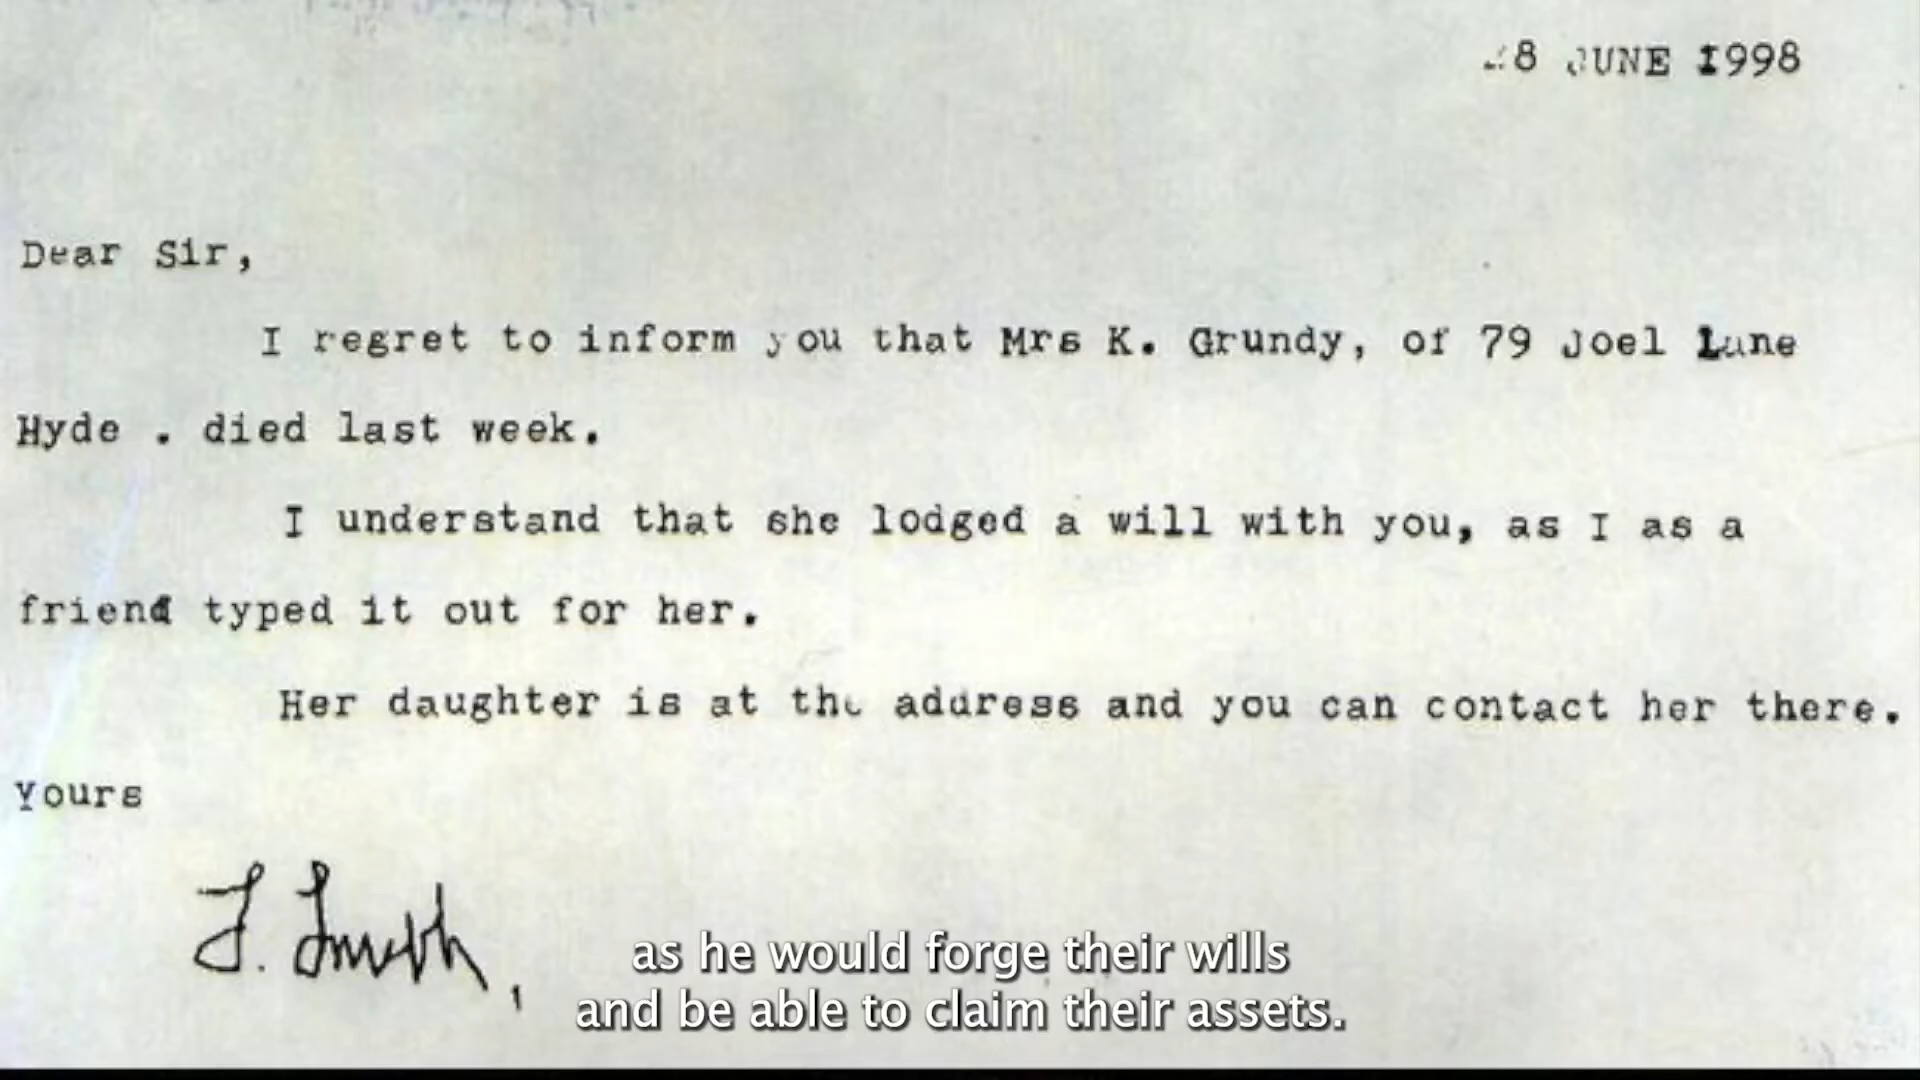 28 JUNE 1998
Dear Sir,
I regret to inform you that Mrs K. Grundy, of 79 Joel Lane
Hyde . died last week.
I understand that she lodged a will with you, as I as a
friend typed it out for her.
Her daughter is at the address and you can contact her there.
Yours
J. Smith,
as he would forge their wills
and be able to claim their assets.